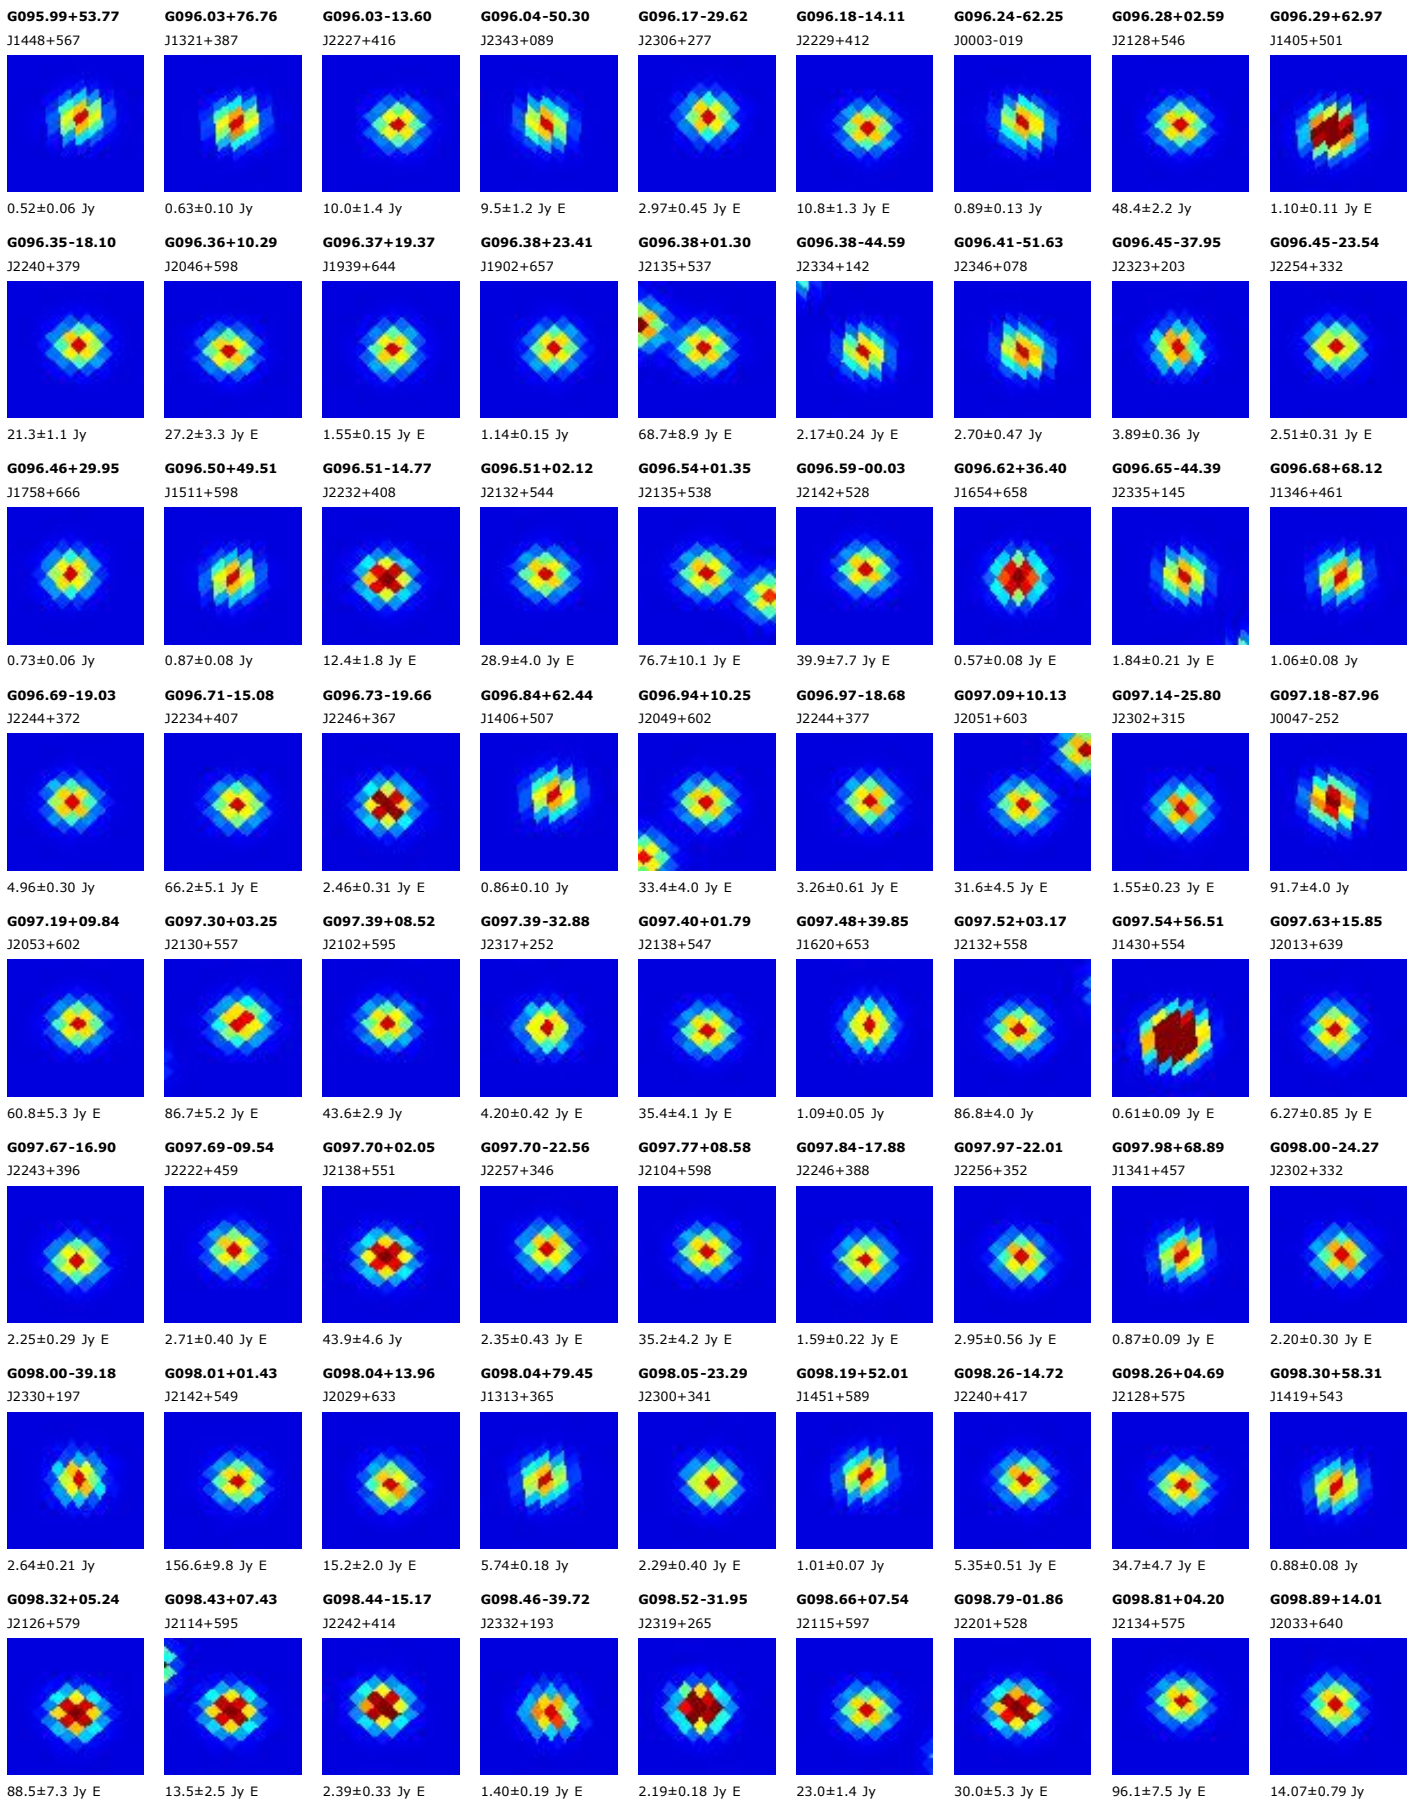 G095.99+53.77 G096.03+76.76 G096.03-13.60 G096.04-50.30 G096.17-29.62 G096.18-14.11 G096.24-62.25 G096.28+02.59 G096.29+62.97
J1448+567 J1321+387 J2227+416 J2343+089 J2306+277 J2229+412 J0003-019 J2128+546 J1405+501
0.52±0.06 Jy 0.63±0.10 Jy 10.0±1.4 Jy 9.5±1.2 Jy E 2.97±0.45 Jy E 10.8±1.3 Jy E 0.89±0.13 Jy 48.4±2.2 Jy 1.10±0.11 Jy E
G096.35-18.10 G096.36+10.29 G096.37+19.37 G096.38+23.41 G096.38+01.30 G096.38-44.59 G096.41-51.63 G096.45-37.95 G096.45-23.54
J2240+379 J2046+598 J1939+644 J1902+657 J2135+537 J2334+142 J2346+078 J2323+203 J2254+332
21.3±1.1 Jy 27.2±3.3 Jy E 1.55±0.15 Jy E 1.14±0.15 Jy 68.7±8.9 Jy E 2.17±0.24 Jy E 2.70±0.47 Jy 3.89±0.36 Jy 2.51±0.31 Jy E
G096.46+29.95 G096.50+49.51 G096.51-14.77 G096.51+02.12 G096.54+01.35 G096.59-00.03 G096.62+36.40 G096.65-44.39 G096.68+68.12
J1758+666 J1511+598 J2232+408 J2132+544 J2135+538 J2142+528 J1654+658 J2335+145 J1346+461
0.73±0.06 Jy 0.87±0.08 Jy 12.4±1.8 Jy E 28.9±4.0 Jy E 76.7±10.1 Jy E 39.9±7.7 Jy E 0.57±0.08 Jy E 1.84±0.21 Jy E 1.06±0.08 Jy
G096.69-19.03 G096.71-15.08 G096.73-19.66 G096.84+62.44 G096.94+10.25 G096.97-18.68 G097.09+10.13 G097.14-25.80 G097.18-87.96
J2244+372 J2234+407 J2246+367 J1406+507 J2049+602 J2244+377 J2051+603 J2302+315 J0047-252
4.96±0.30 Jy 66.2±5.1 Jy E 2.46±0.31 Jy E 0.86±0.10 Jy 33.4±4.0 Jy E 3.26±0.61 Jy E 31.6±4.5 Jy E 1.55±0.23 Jy E 91.7±4.0 Jy
G097.19+09.84 G097.30+03.25 G097.39+08.52 G097.39-32.88 G097.40+01.79 G097.48+39.85 G097.52+03.17 G097.54+56.51 G097.63+15.85
J2053+602 J2130+557 J2102+595 J2317+252 J2138+547 J1620+653 J2132+558 J1430+554 J2013+639
60.8±5.3 Jy E 86.7±5.2 Jy E 43.6±2.9 Jy 4.20±0.42 Jy E 35.4±4.1 Jy E 1.09±0.05 Jy 86.8±4.0 Jy 0.61±0.09 Jy E 6.27±0.85 Jy E
G097.67-16.90 G097.69-09.54 G097.70+02.05 G097.70-22.56 G097.77+08.58 G097.84-17.88 G097.97-22.01 G097.98+68.89 G098.00-24.27
J2243+396 J2222+459 J2138+551 J2257+346 J2104+598 J2246+388 J2256+352 J1341+457 J2302+332
2.25±0.29 Jy E 2.71±0.40 Jy E 43.9±4.6 Jy 2.35±0.43 Jy E 35.2±4.2 Jy E 1.59±0.22 Jy E 2.95±0.56 Jy E 0.87±0.09 Jy E 2.20±0.30 Jy E
G098.00-39.18 G098.01+01.43 G098.04+13.96 G098.04+79.45 G098.05-23.29 G098.19+52.01 G098.26-14.72 G098.26+04.69 G098.30+58.31
J2330+197 J2142+549 J2029+633 J1313+365 J2300+341 J1451+589 J2240+417 J2128+575 J1419+543
2.64±0.21 Jy 156.6±9.8 Jy E 15.2±2.0 Jy E 5.74±0.18 Jy 2.29±0.40 Jy E 1.01±0.07 Jy 5.35±0.51 Jy E 34.7±4.7 Jy E 0.88±0.08 Jy
G098.32+05.24 G098.43+07.43 G098.44-15.17 G098.46-39.72 G098.52-31.95 G098.66+07.54 G098.79-01.86 G098.81+04.20 G098.89+14.01
J2126+579 J2114+595 J2242+414 J2332+193 J2319+265 J2115+597 J2201+528 J2134+575 J2033+640
88.5±7.3 Jy E 13.5±2.5 Jy E 2.39±0.33 Jy E 1.40±0.19 Jy E 2.19±0.18 Jy E 23.0±1.4 Jy 30.0±5.3 Jy E 96.1±7.5 Jy E 14.07±0.79 Jy